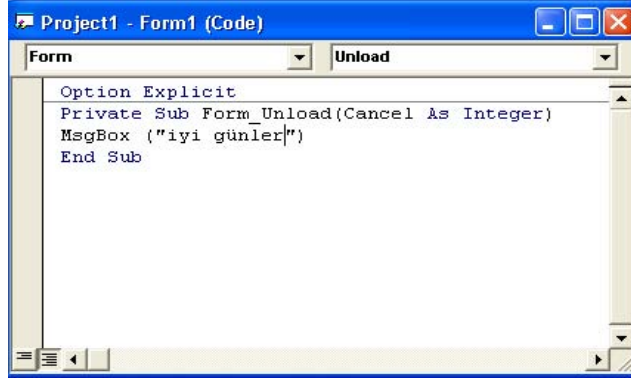 Project1 - Form1 (Code)
Form Unload
Option Explicit
Private Sub Form_Unload(Cancel As Integer)
MsgBox ("iyi günler")
End Sub